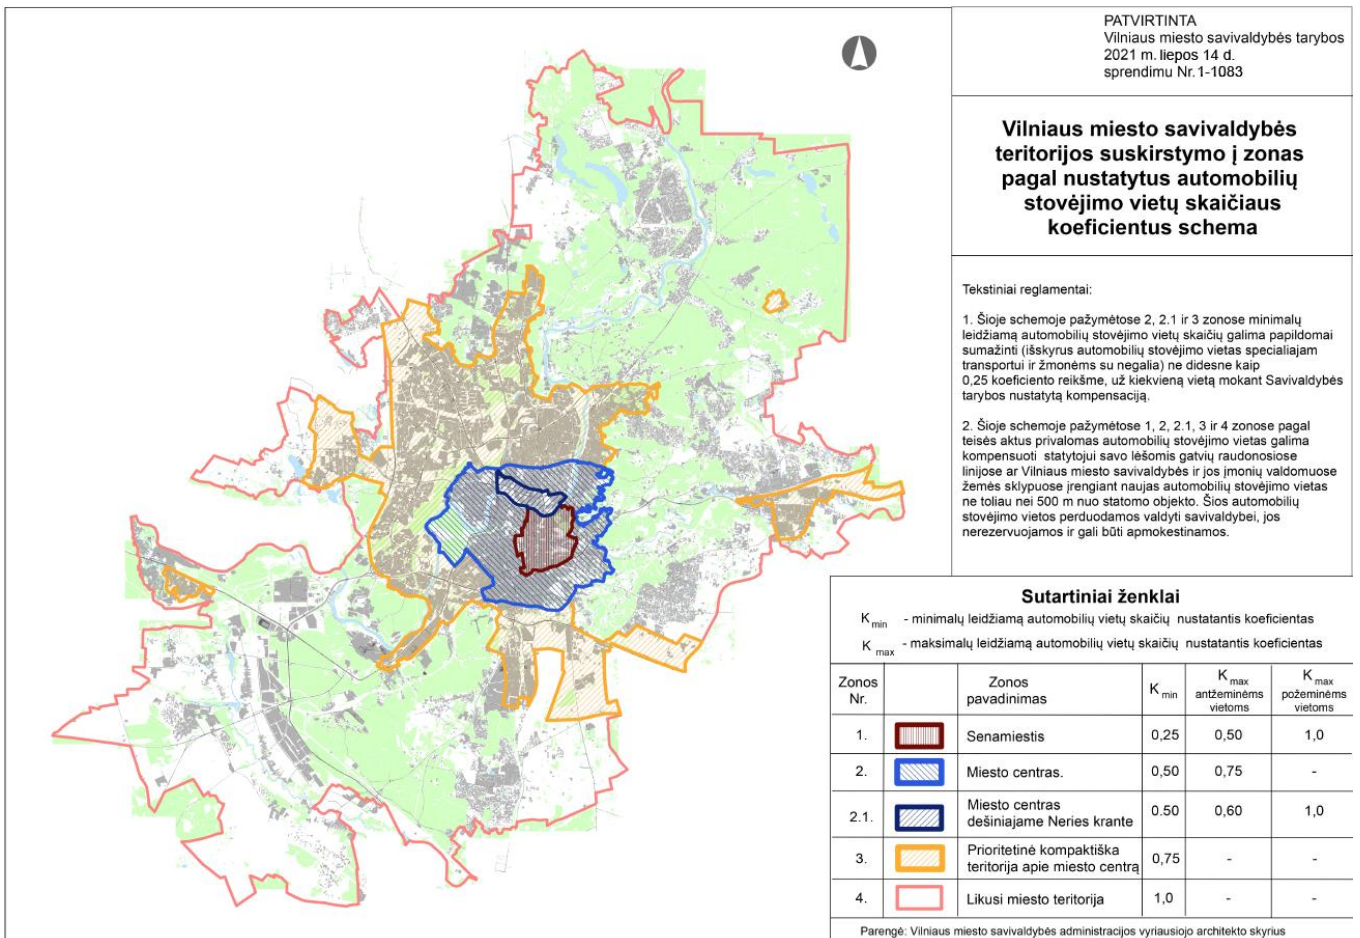 PATVIRTINTA
Vilniaus miesto savivaldybės tarybos
2021 m. liepos 14 d.
sprendimu Nr.1-1083
Vilniaus miesto savivaldybės
teritorijos suskirstymo į zonas
pagal nustatytus automobilių
stovėjimo vietų skaičiaus
koeficientus schema
Tekstiniai reglamentai:
1. Šioje schemoje pažymėtose 2, 2.1 ir 3 zonose minimalų
leidžiamą automobilių stovėjimo vietų skaičių galima papildomai
sumažinti (išskyrus automobilių stovėjimo vietas specialiajam
transportui ir žmonėms su negalia) ne didesne kaip
0,25 koeficiento reikšme, už kiekvieną vietą mokant Savivaldybės
tarybos nustatytą kompensaciją.
2. Šioje schemoje pažymėtose 1, 2, 2.1, 3 ir 4 zonose pagal
teisės aktus privalomas automobilių stovėjimo vietas galima
kompensuoti statytojui savo lėšomis gatvių raudonosiose
linijose ar Vilniaus miesto savivaldybė ir jos įmonių valdomuose
žemės sklypuose įrengiant naujas automobilių stovėjimo vietas
ne toliau nei 500 m nuo statomo objekto. Šios automobilių
stovėjimo vietos perduodamos valdyti savivaldybei, jos
nerezervuojamos ir gali būti apmokestinamos.
Sutartiniai ženklai
K min - minimalų leidžiamą automobilių vietų skaičių nustatantis koeficientas
K max - maksimalų leidžiamą automobilių vietų skaičių nustatantis koeficientas
Zonos Nr. Zonos pavadinimas K min K max antžeminėms vietoms K max požeminėms vietoms
1. Senamiestis 0,25 0,50 1,0
2. Miesto centras. 0,50 0,75 -
2.1. Miesto centras dešiniajame Neries krante 0.50 0,60 1,0
3. Prioritetinė kompaktiška teritorija apie miesto centrą 0,75 - -
4. Likusi miesto teritorija 1,0 - -
Parengė: Vilniaus miesto savivaldybės administracijos vyriausiojo architekto skyrius